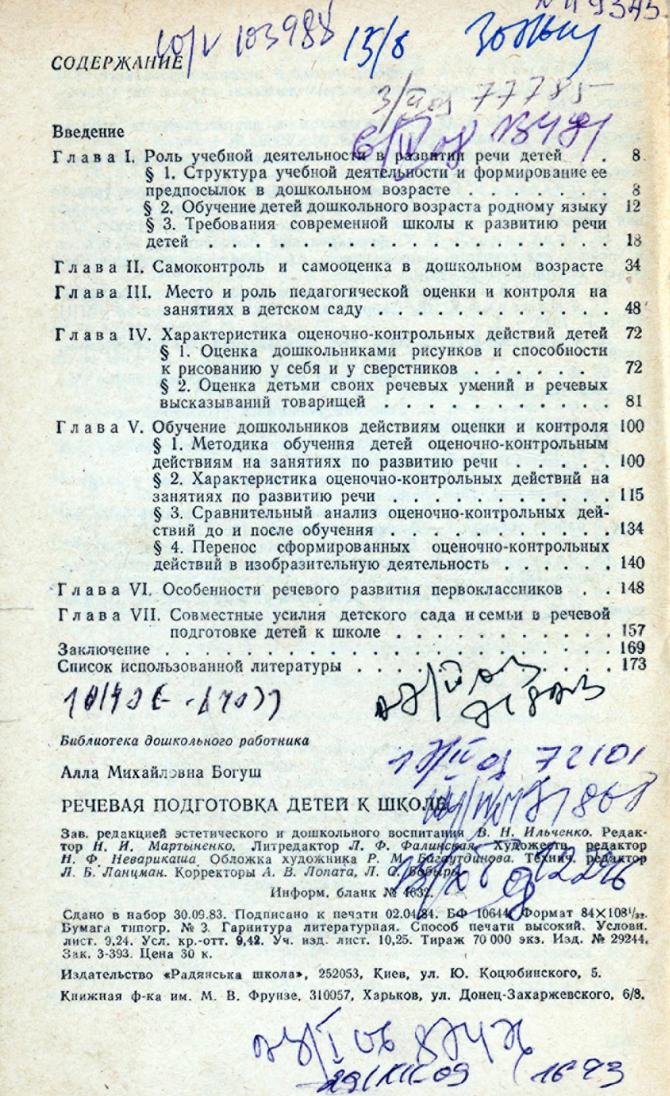 15/8
СОДЕРЖАНИЕ
77785
Введение
Глава I. Роль учебной деятельности в развитии речи детей . 8
§ 1. Структура учебной деятельности и формирование ее
предпосылок в дошкольном возрасте . . . . . . . 8
§ 2. Обучение детей дошкольного возраста родному языку 12
§ 3. Требования современной школы к развитию речи
детей . . . . . . . . . . . . . . . . 18
Глава II. Самоконтроль и самооценка в дошкольном возрасте 34
Глава III. Место и роль педагогической оценки и контроля на
занятиях в детском саду . . . . . . . . . . 48
Глава IV. Характеристика оценочно-контрольных действий детей 72
§ 1. Оценка дошкольниками рисунков и способности
к рисованию у себя и у сверстников . . . . . . 72
§ 2. Оценка детьми своих речевых умений и речевых
высказываний товарищей . . . . . . . . . . 81
Глава V. Обучение дошкольников действиям оценки и контроля 100
§ 1. Методика обучения детей оценочно-контрольным
действиям на занятиях по развитию речи . . . . . 100
§ 2. Характеристика оценочно-контрольных действий на
занятиях по развитию речи . . . . . . . . . . 115
§ 3. Сравнительный анализ оценочно-контрольных дей-
ствий до и после обучения . . . . . . . . . . 134
§ 4. Перенос сформированных оценочно-контрольных
действий в изобразительную деятельность . . . . . 140
Глава VI. Особенности речевого развития первоклассников . . 148
Глава VII. Совместные усилия детского сада и семьи в речевой
подготовке детей к школе . . . . . . . . . 157
Заключение . . . . . . . . . . . . . . . . . . 169
Список использованной литературы . . . . . . . . . . . 173
Библиотека дошкольного работника
72101
Алла Михайловна Богуш
РЕЧЕВАЯ ПОДГОТОВКА ДЕТЕЙ К ШКОЛЕ
Зав. редакцией эстетического и дошкольного воспитания В. Н. Ильченко. Редак-
тор Н. И. Мартыненко. Литредактор Л. Ф. Фалинская. Художеств. редактор
Н. Ф. Неварикаша. Обложка художника Р. М. Багаутдинова. Технич. редактор
Л. Б. Ланцман. Корректоры А. В. Лопата, Л. С. Бобырь
Информ. бланк № 4632.
Сдано в набор 30.09.83. Подписано к печати 02.04.84. БФ 10644. Формат 84×108¹/₃₂.
Бумага типогр. № 3. Гарнитура литературная. Способ печати высокий. Условн.
лист. 9,24. Усл. кр.-отт. 9,42. Уч. изд. лист. 10,25. Тираж 70 000 экз. Изд. № 29244.
Зак. 3-393. Цена 30 к.
Издательство «Радянська школа», 252053, Киев, ул. Ю. Коцюбинского, 5.
Книжная ф-ка им. М. В. Фрунзе, 310057, Харьков, ул. Донец-Захаржевского, 6/8.
29/XII-09 1693